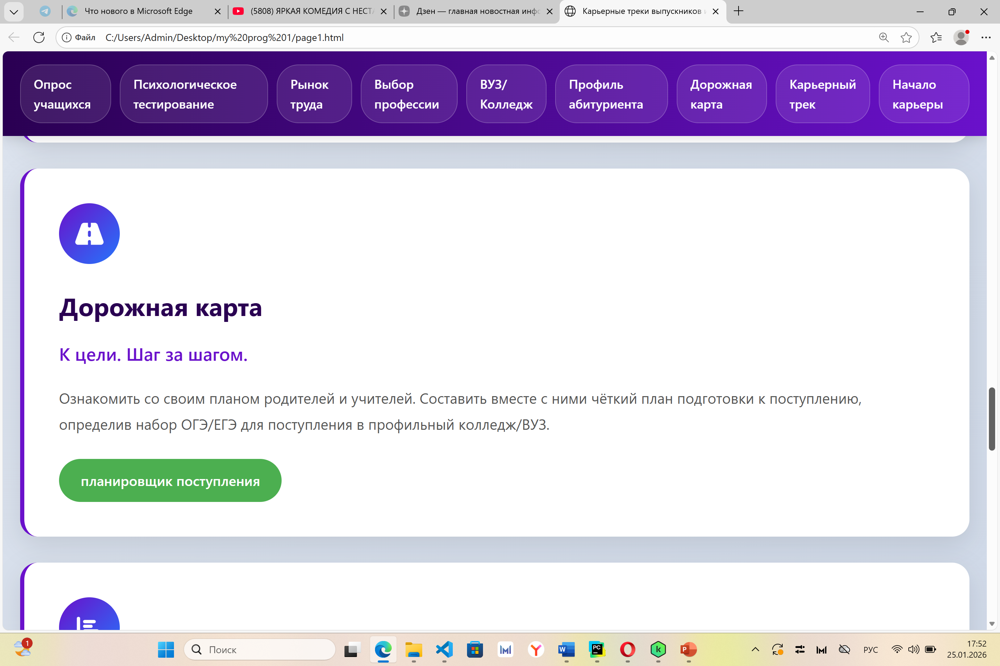 Что нового в Microsoft Edge
(5808) ЯРКАЯ КОМЕДИЯ С НЕСТА
Дзен — главная новостная инфо
Карьерные треки выпускников и
Файл C:/Users/Admin/Desktop/my%20prog%201/page1.html
Опрос
учащихся
Психологическое
тестирование
Рынок
труда
Выбор
профессии
ВУЗ/
Колледж
Профиль
абитуриента
Дорожная
карта
Карьерный
трек
Начало
карьеры
Дорожная карта
К цели. Шаг за шагом.
Ознакомить со своим планом родителей и учителей. Составить вместе с ними чёткий план подготовки к поступлению,
определив набор ОГЭ/ЕГЭ для поступления в профильный колледж/ВУЗ.
планировщик поступления
1
Поиск
W
PC
k
P
РУС
17:52
25.01.2026